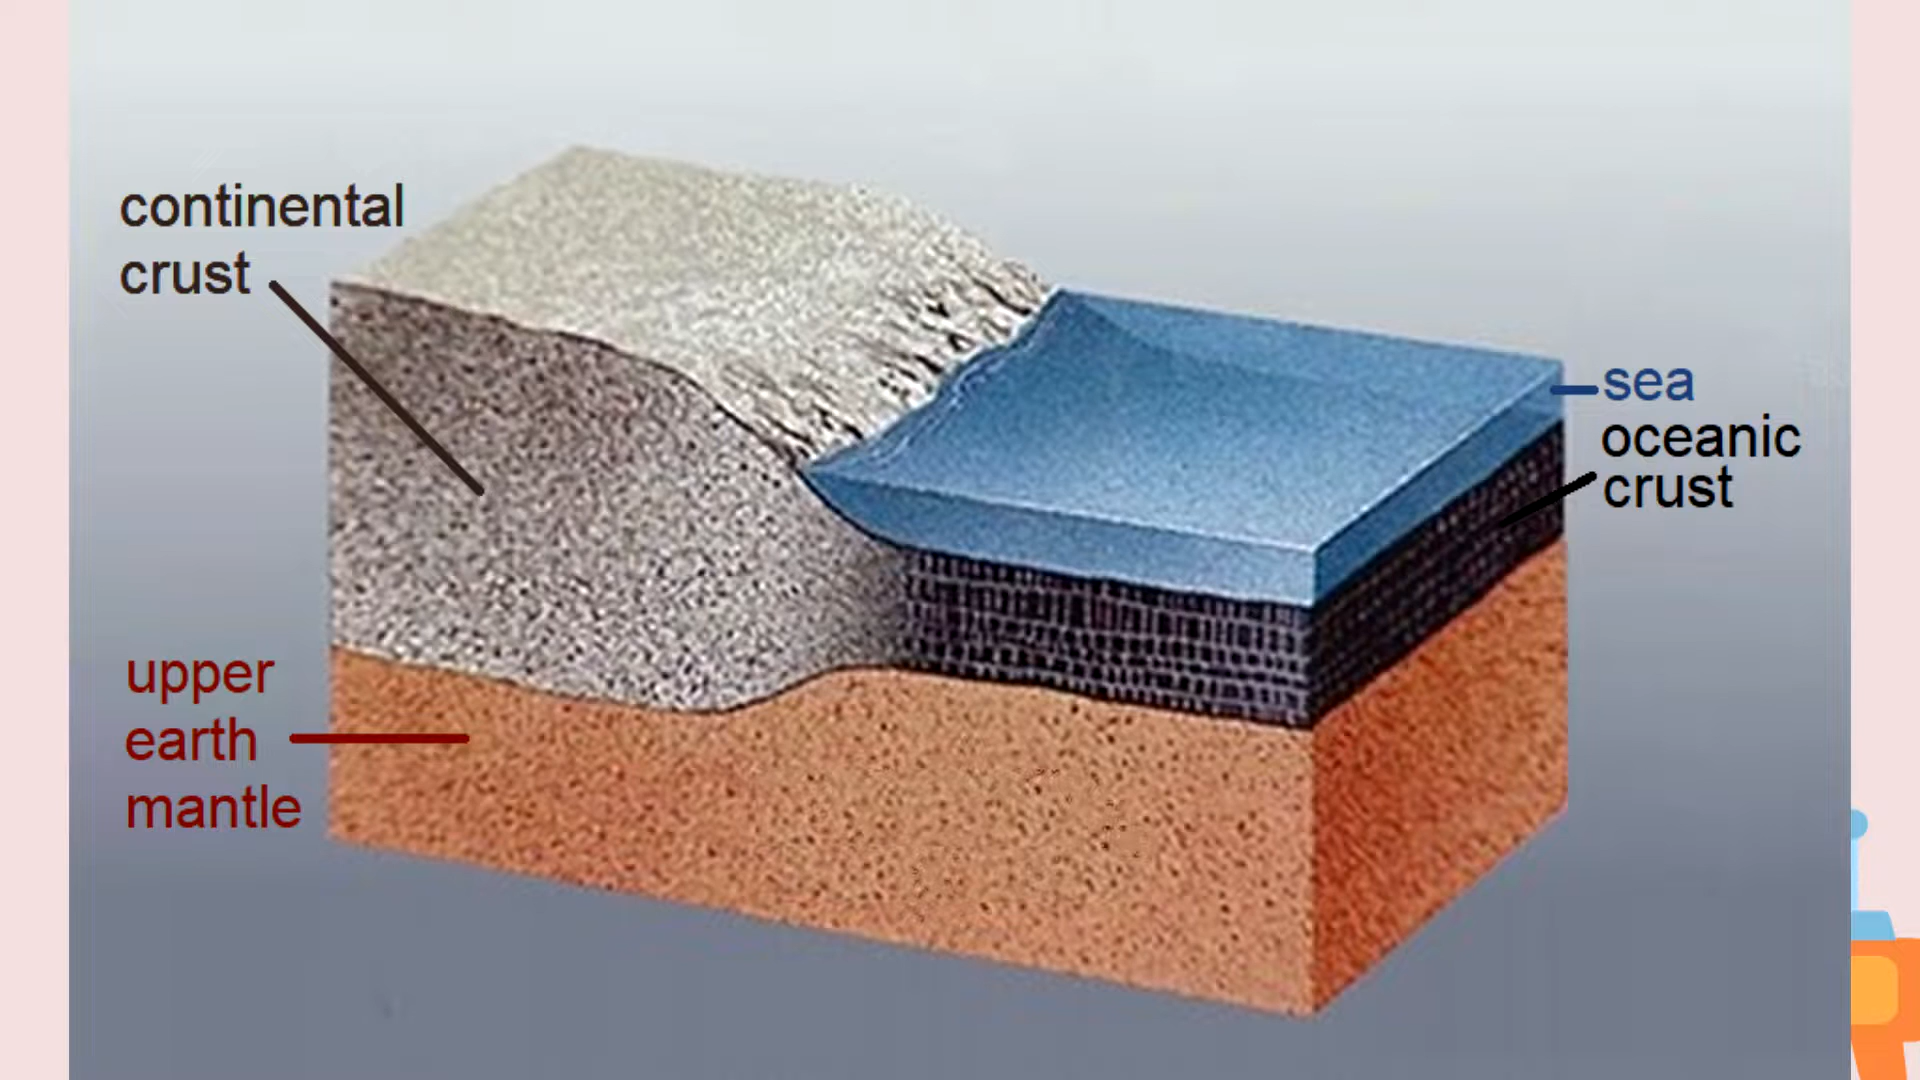 continental
crust
sea
oceanic
crust
upper
earth
mantle